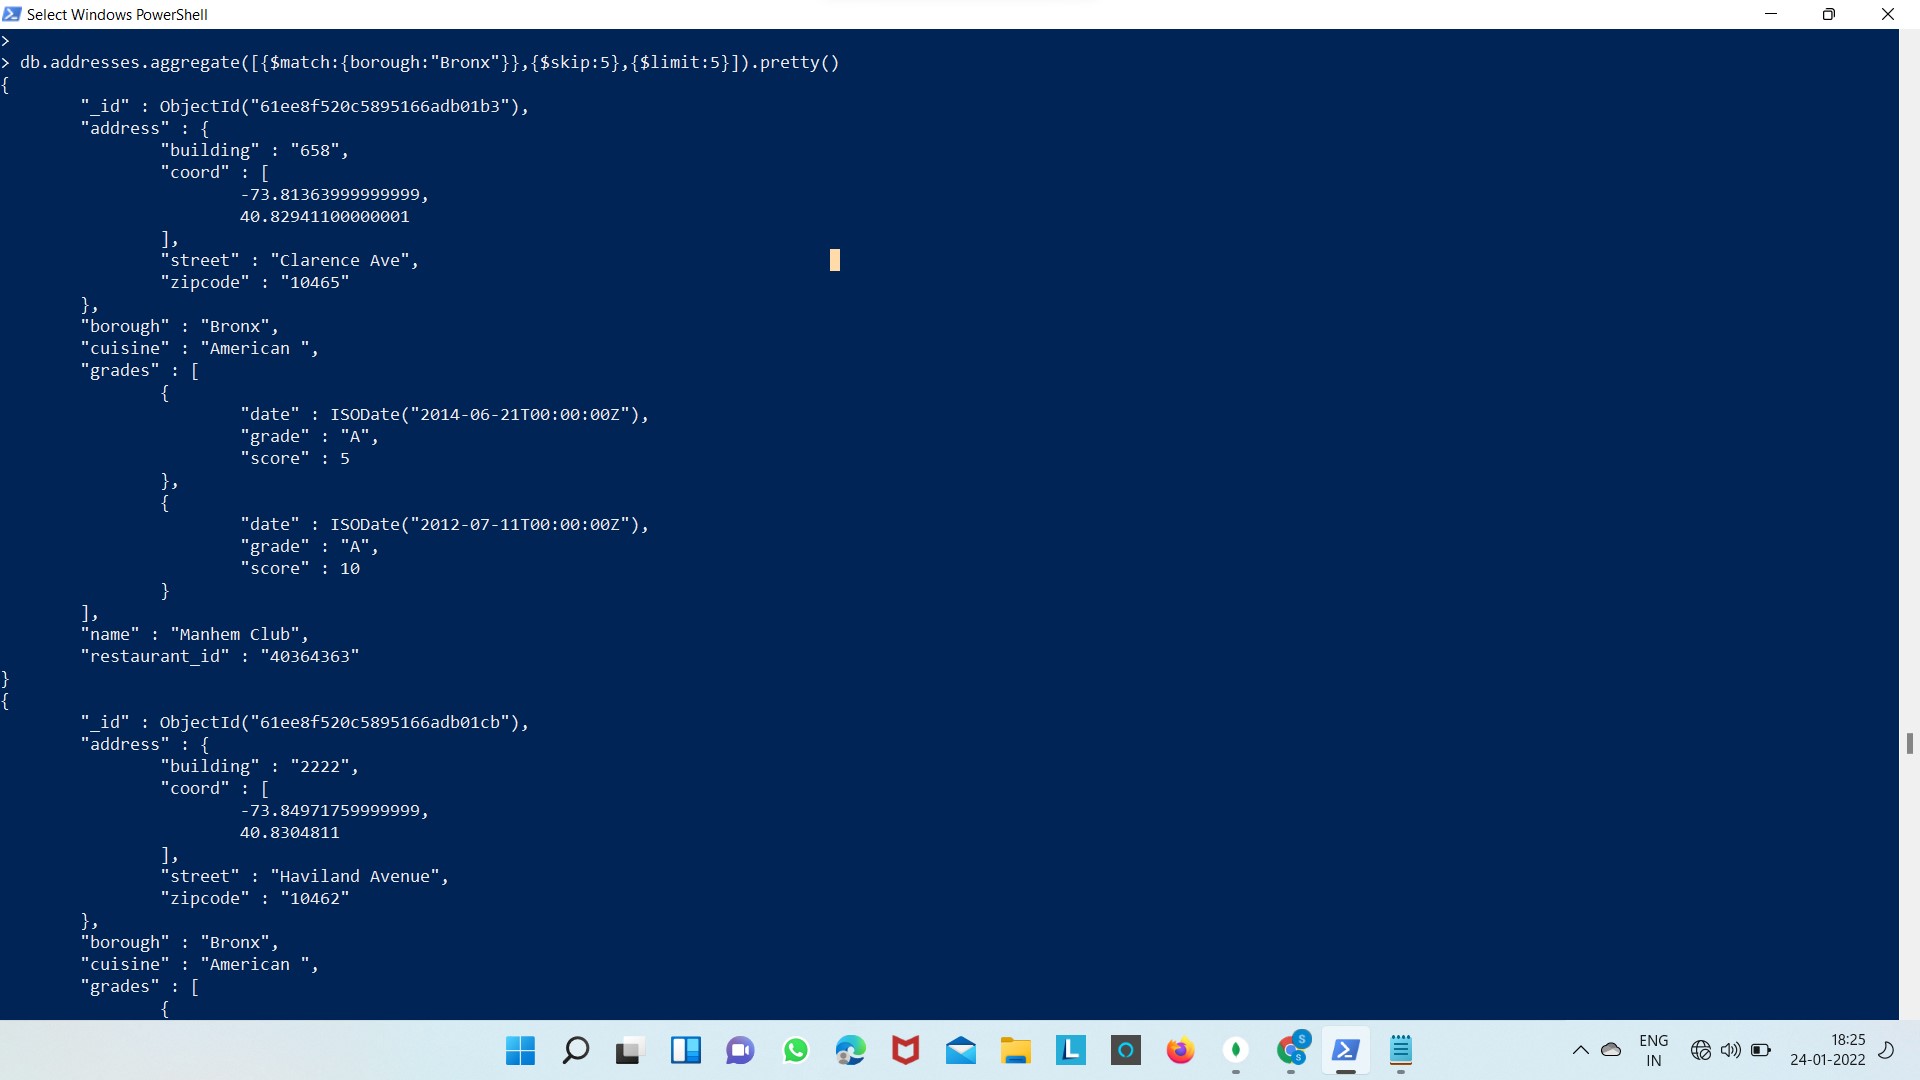 Select Windows PowerShell
>
> db.addresses.aggregate([{$match:{borough:"Bronx"}},{$skip:5},{$limit:5}]).pretty()
{
        "_id" : ObjectId("61ee8f520c5895166adb01b3"),
        "address" : {
                "building" : "658",
                "coord" : [
                        -73.81363999999999,
                        40.82941100000001
                ],
                "street" : "Clarence Ave",
                "zipcode" : "10465"
        },
        "borough" : "Bronx",
        "cuisine" : "American ",
        "grades" : [
                {
                        "date" : ISODate("2014-06-21T00:00:00Z"),
                        "grade" : "A",
                        "score" : 5
                },
                {
                        "date" : ISODate("2012-07-11T00:00:00Z"),
                        "grade" : "A",
                        "score" : 10
                }
        ],
        "name" : "Manhem Club",
        "restaurant_id" : "40364363"
}
{
        "_id" : ObjectId("61ee8f520c5895166adb01cb"),
        "address" : {
                "building" : "2222",
                "coord" : [
                        -73.84971759999999,
                        40.8304811
                ],
                "street" : "Haviland Avenue",
                "zipcode" : "10462"
        },
        "borough" : "Bronx",
        "cuisine" : "American ",
        "grades" : [
                {
L
S
S
ENG
IN
18:25
24-01-2022